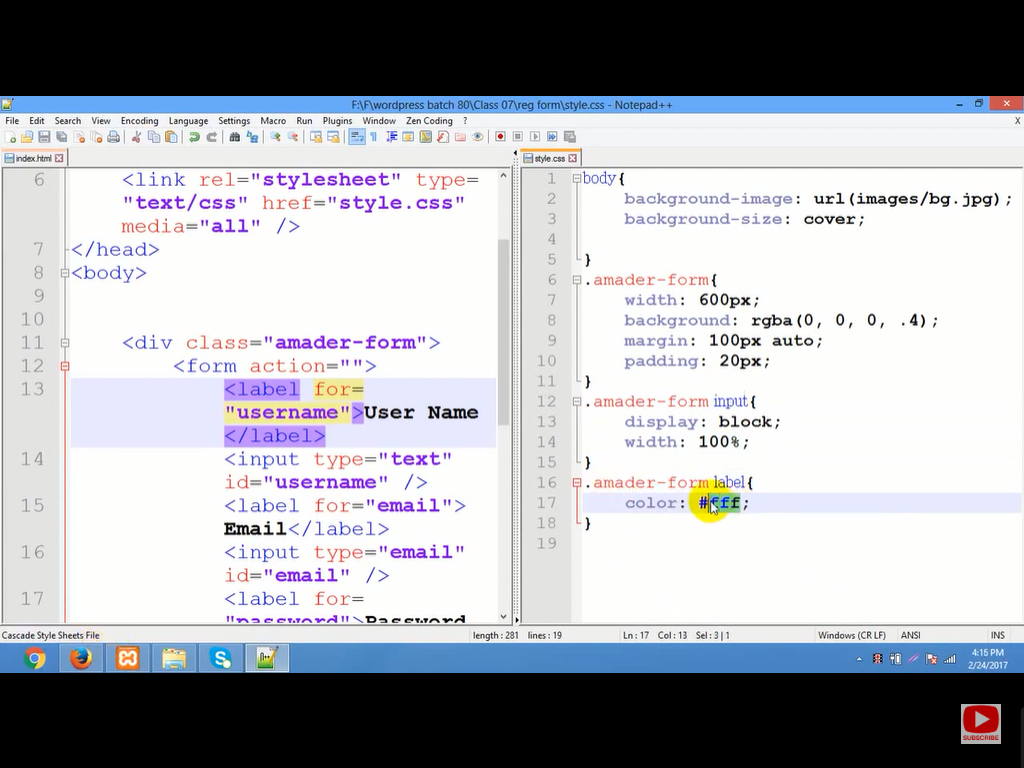 F:\F\wordpress batch 80\Class 07\reg form\style.css - Notepad++
File Edit Search View Encoding Language Settings Macro Run Plugins Window Zen Coding ? X
index.html
6 <link rel="stylesheet" type=
"text/css" href="style.css"
media="all" />
7 </head>
8 <body>
9
10
11 <div class="amader-form">
12 <form action="">
13 <label for=
"username">User Name
</label>
14 <input type="text"
id="username" />
15 <label for="email">
Email</label>
16 <input type="email"
id="email" />
17 <label for=
"password">Password
style.css
1 body{
2 background-image: url(images/bg.jpg);
3 background-size: cover;
4
5 }
6 .amader-form{
7 width: 600px;
8 background: rgba(0, 0, 0, .4);
9 margin: 100px auto;
10 padding: 20px;
11 }
12 .amader-form input{
13 display: block;
14 width: 100%;
15 }
16 .amader-form label{
17 color: #fff;
18 }
19
Cascade Style Sheets File length : 281 lines : 19 Ln : 17 Col : 13 Sel : 3 | 1 Windows (CR LF) ANSI INS
4:15 PM
2/24/2017
SUBSCRIBE